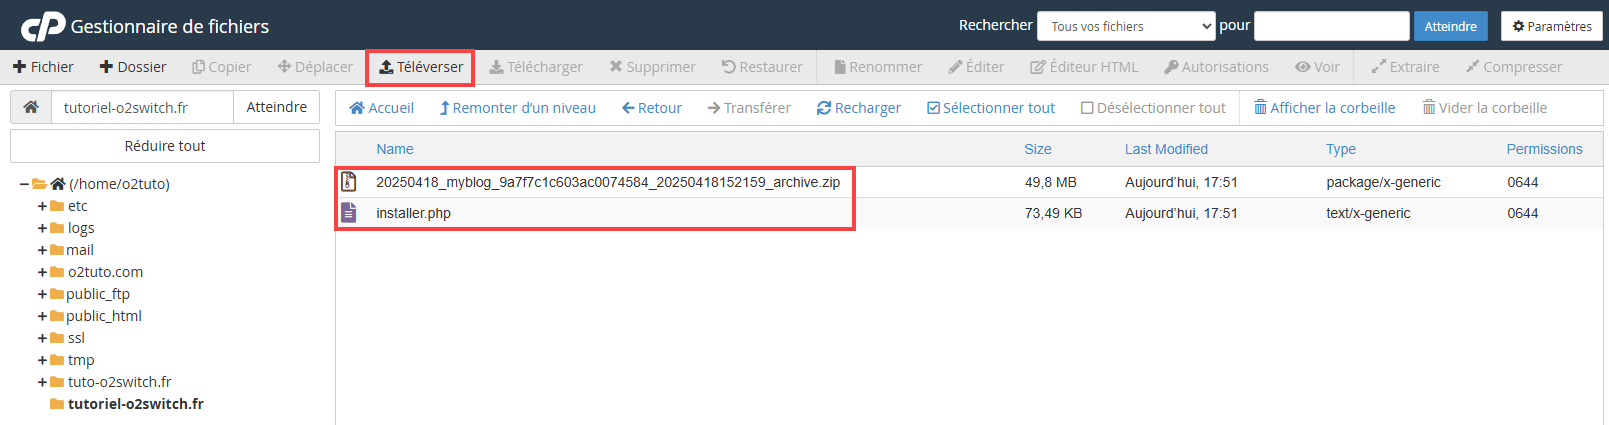 cP Gestionnaire de fichiers Rechercher Tous vos fichiers pour Atteindre Paramètres
Fichier Dossier Copier Déplacer Téléverser Télécharger Supprimer Restaurer Renommer Éditer Éditeur HTML Autorisations Voir Extraire Compresser
tutoriel-o2switch.fr Atteindre Accueil Remonter d'un niveau Retour Transférer Recharger Sélectionner tout Désélectionner tout Afficher la corbeille Vider la corbeille
Réduire tout
Name Size Last Modified Type Permissions
20250418_myblog_9a7f7c1c603ac0074584_20250418152159_archive.zip 49,8 MB Aujourd'hui, 17:51 package/x-generic 0644
installer.php 73,49 KB Aujourd'hui, 17:51 text/x-generic 0644
(/home/o2tuto)
etc
logs
mail
o2tuto.com
public_ftp
public_html
ssl
tmp
tuto-o2switch.fr
tutoriel-o2switch.fr